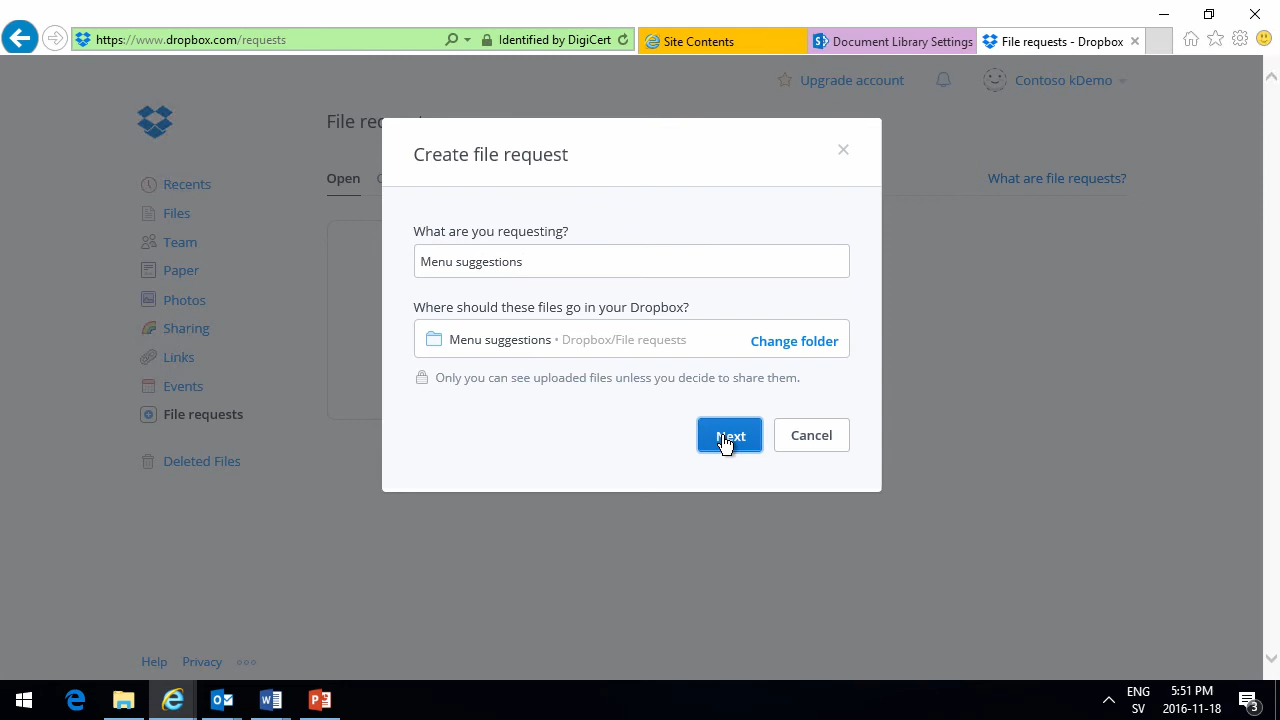 https://www.dropbox.com/requests
Identified by DigiCert
Site Contents
Document Library Settings
File requests - Dropbox
Upgrade account
Contoso kDemo
File req
Create file request
Open
What are file requests?
Recents
Files
Team
Paper
Photos
Sharing
Links
Events
File requests
Deleted Files
What are you requesting?
Menu suggestions
Where should these files go in your Dropbox?
Menu suggestions • Dropbox/File requests
Change folder
Only you can see uploaded files unless you decide to share them.
Next
Cancel
Help
Privacy
ENG
SV
5:51 PM
2016-11-18
3